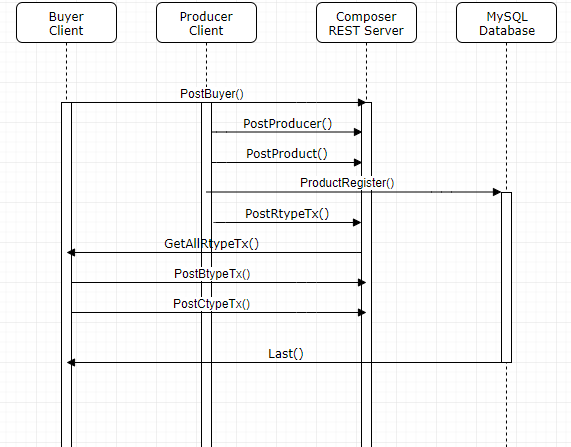 Buyer
Client
Producer
Client
Composer
REST Server
MySQL
Database
PostBuyer()
PostProducer()
PostProduct()
ProductRegister()
PostRtypeTx()
GetAllRtypeTx()
PostBtypeTx()
PostCtypeTx()
Last()